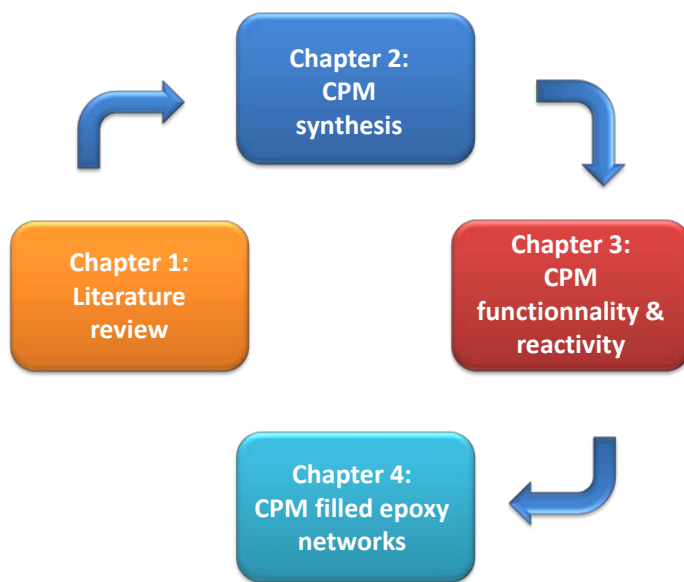 Chapter 1:
Literature
review
Chapter 2:
CPM
synthesis
Chapter 3:
CPM
functionnality &
reactivity
Chapter 4:
CPM filled epoxy
networks